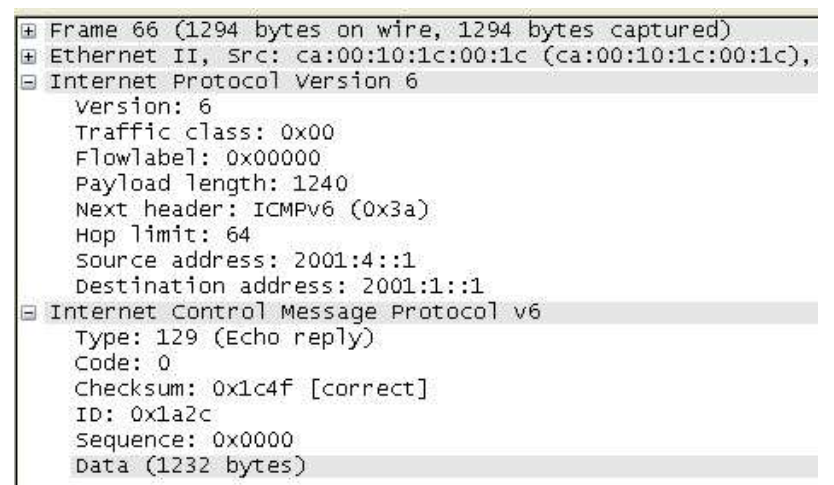 Frame 66 (1294 bytes on wire, 1294 bytes captured)
Ethernet II, Src: ca:00:10:1c:00:1c (ca:00:10:1c:00:1c),
Internet Protocol Version 6
Version: 6
Traffic class: 0x00
Flowlabel: 0x00000
Payload length: 1240
Next header: ICMPv6 (0x3a)
Hop limit: 64
Source address: 2001:4::1
Destination address: 2001:1::1
Internet Control Message Protocol v6
Type: 129 (Echo reply)
Code: 0
Checksum: 0x1c4f [correct]
ID: 0x1a2c
Sequence: 0x0000
Data (1232 bytes)